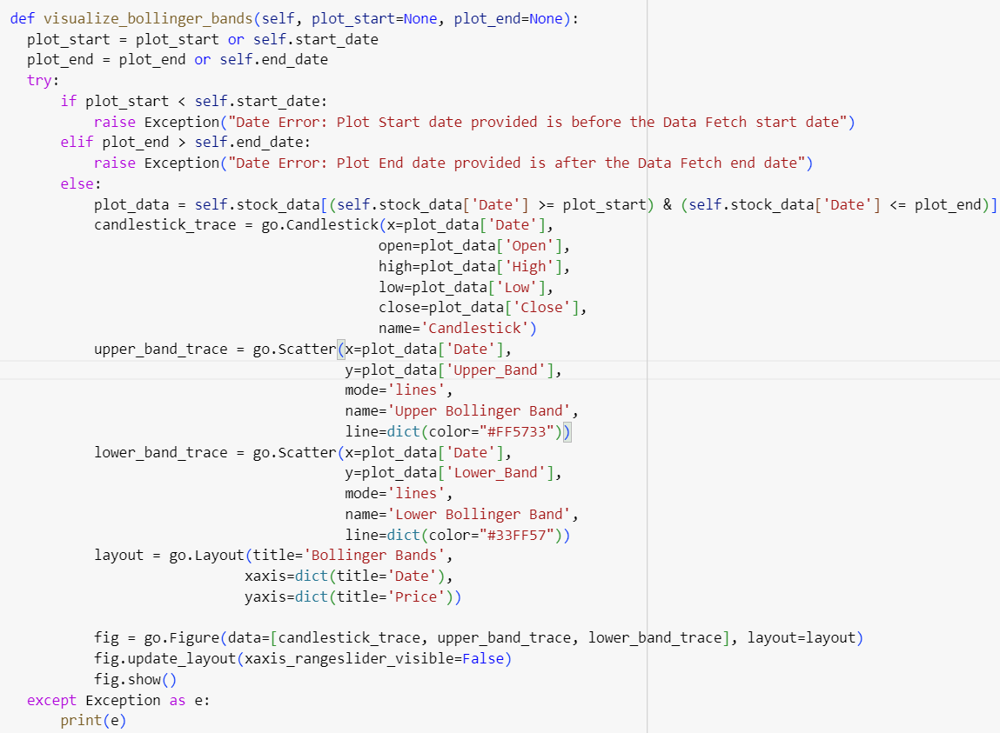 def visualize_bollinger_bands(self, plot_start=None, plot_end=None):
  plot_start = plot_start or self.start_date
  plot_end = plot_end or self.end_date
  try:
      if plot_start < self.start_date:
          raise Exception("Date Error: Plot Start date provided is before the Data Fetch start date")
      elif plot_end > self.end_date:
          raise Exception("Date Error: Plot End date provided is after the Data Fetch end date")
      else:
          plot_data = self.stock_data[(self.stock_data['Date'] >= plot_start) & (self.stock_data['Date'] <= plot_end)]
          candlestick_trace = go.Candlestick(x=plot_data['Date'],
                                            open=plot_data['Open'],
                                            high=plot_data['High'],
                                            low=plot_data['Low'],
                                            close=plot_data['Close'],
                                            name='Candlestick')
          upper_band_trace = go.Scatter(x=plot_data['Date'],
                                        y=plot_data['Upper_Band'],
                                        mode='lines',
                                        name='Upper Bollinger Band',
                                        line=dict(color="#FF5733"))
          lower_band_trace = go.Scatter(x=plot_data['Date'],
                                        y=plot_data['Lower_Band'],
                                        mode='lines',
                                        name='Lower Bollinger Band',
                                        line=dict(color="#33FF57"))
          layout = go.Layout(title='Bollinger Bands',
                            xaxis=dict(title='Date'),
                            yaxis=dict(title='Price'))

          fig = go.Figure(data=[candlestick_trace, upper_band_trace, lower_band_trace], layout=layout)
          fig.update_layout(xaxis_rangeslider_visible=False)
          fig.show()
  except Exception as e:
      print(e)